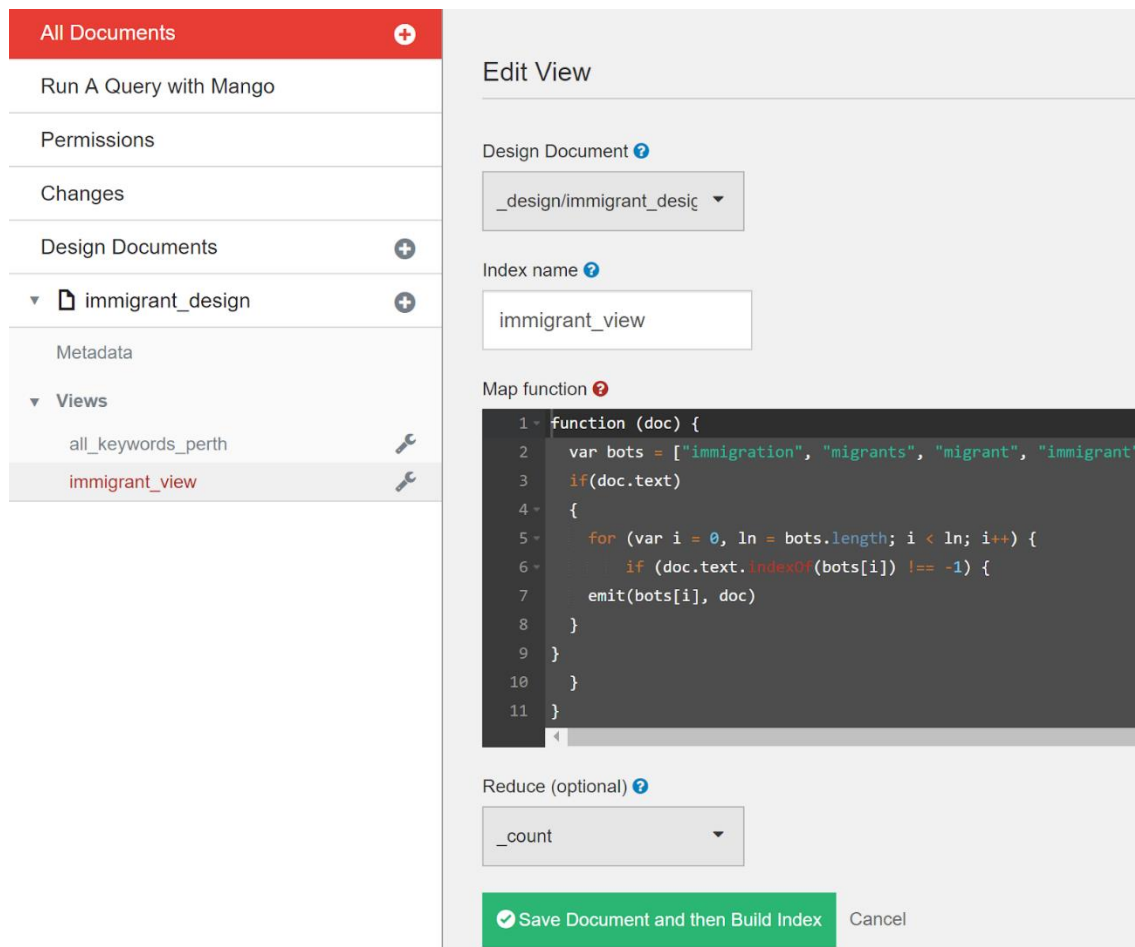 All Documents
Run A Query with Mango
Permissions
Changes
Design Documents
immigrant_design
Metadata
Views
all_keywords_perth
immigrant_view
Edit View
Design Document
_design/immigrant_desig
Index name
immigrant_view
Map function
1 function (doc) {
2 var bots = ["immigration", "migrants", "migrant", "immigrant"
3 if(doc.text)
4 {
5 for (var i = 0, ln = bots.length; i < ln; i++) {
6 if (doc.text.indexOf(bots[i]) !== -1) {
7 emit(bots[i], doc)
8 }
9 }
10 }
11 }
Reduce (optional)
_count
Save Document and then Build Index Cancel